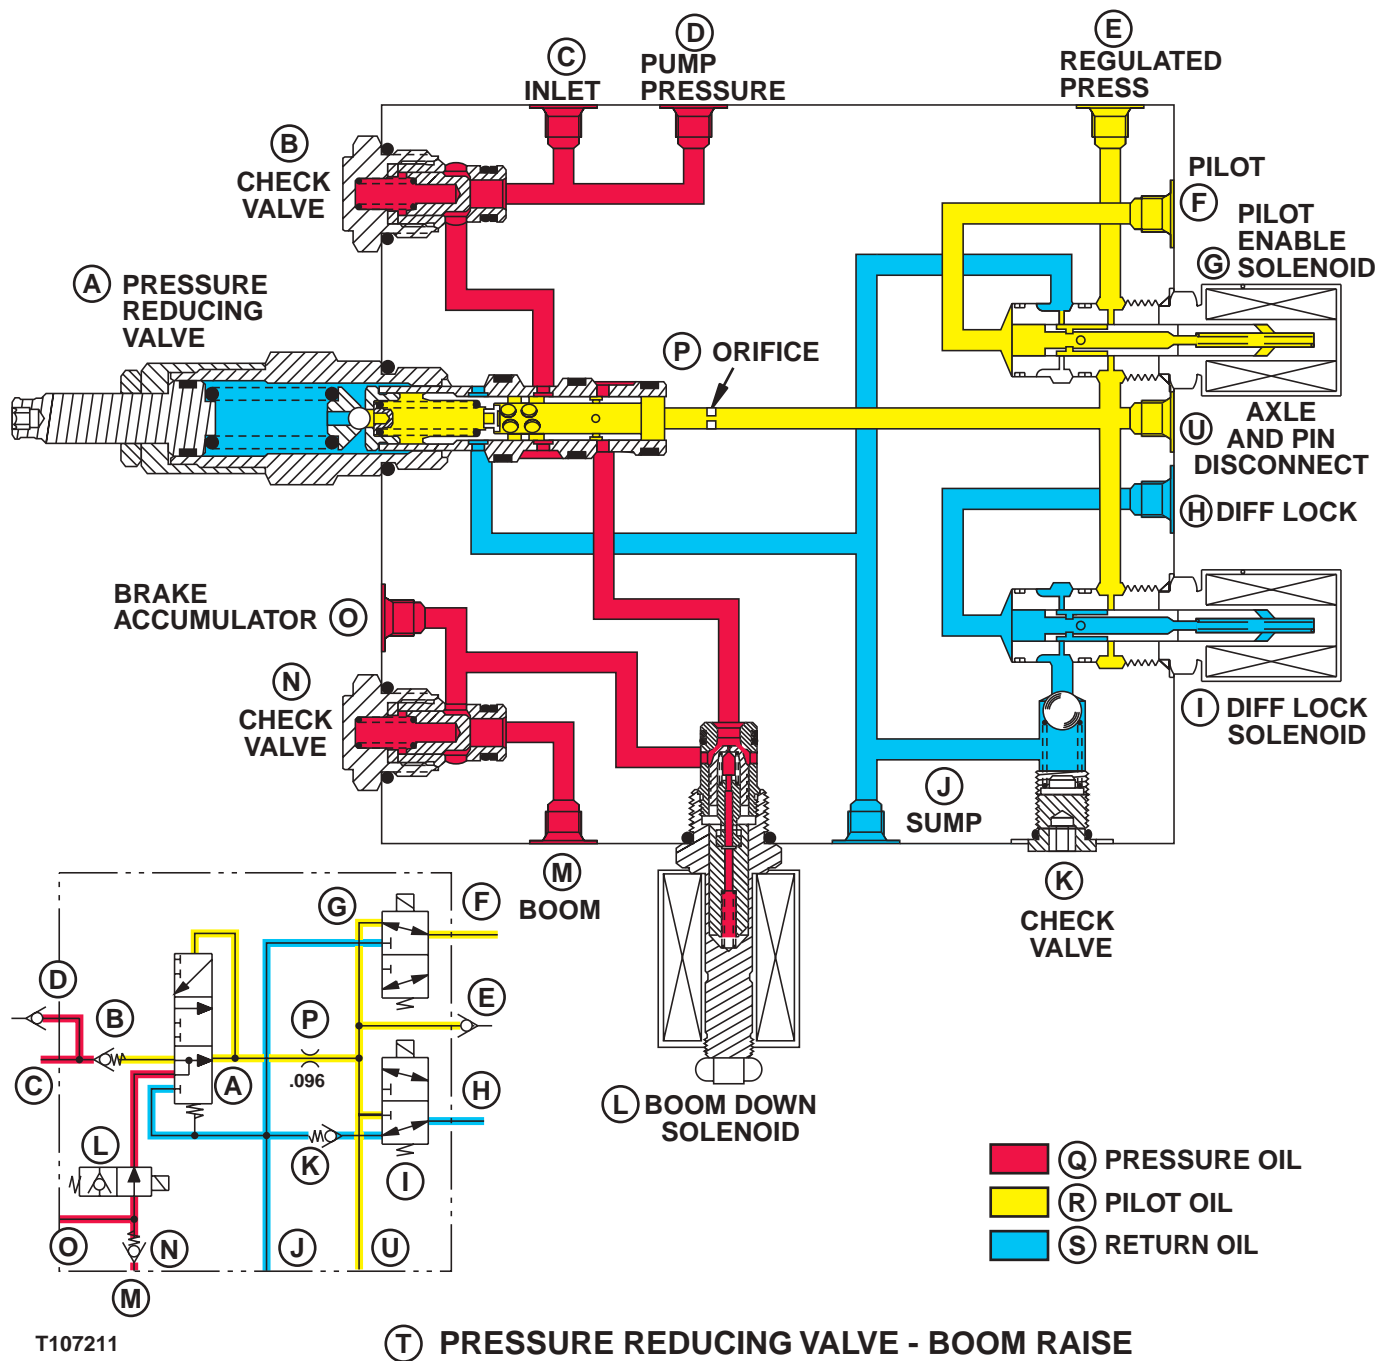 D
C
E
PUMP
INLET
PRESSURE
REGULATED
PRESS
B
CHECK
VALVE
PILOT
F
PILOT
ENABLE
G SOLENOID
A PRESSURE
REDUCING
VALVE
P ORIFICE
U AXLE
AND PIN
DISCONNECT
H DIFF LOCK
BRAKE
ACCUMULATOR O
N
CHECK
VALVE
I DIFF LOCK
SOLENOID
J
SUMP
M
BOOM
K
CHECK
VALVE
L BOOM DOWN
SOLENOID
G
F
D
B
P
E
C
A
.096
H
L
K
I
O
N
J
U
M
Q PRESSURE OIL
R PILOT OIL
S RETURN OIL
T107211
T PRESSURE REDUCING VALVE - BOOM RAISE